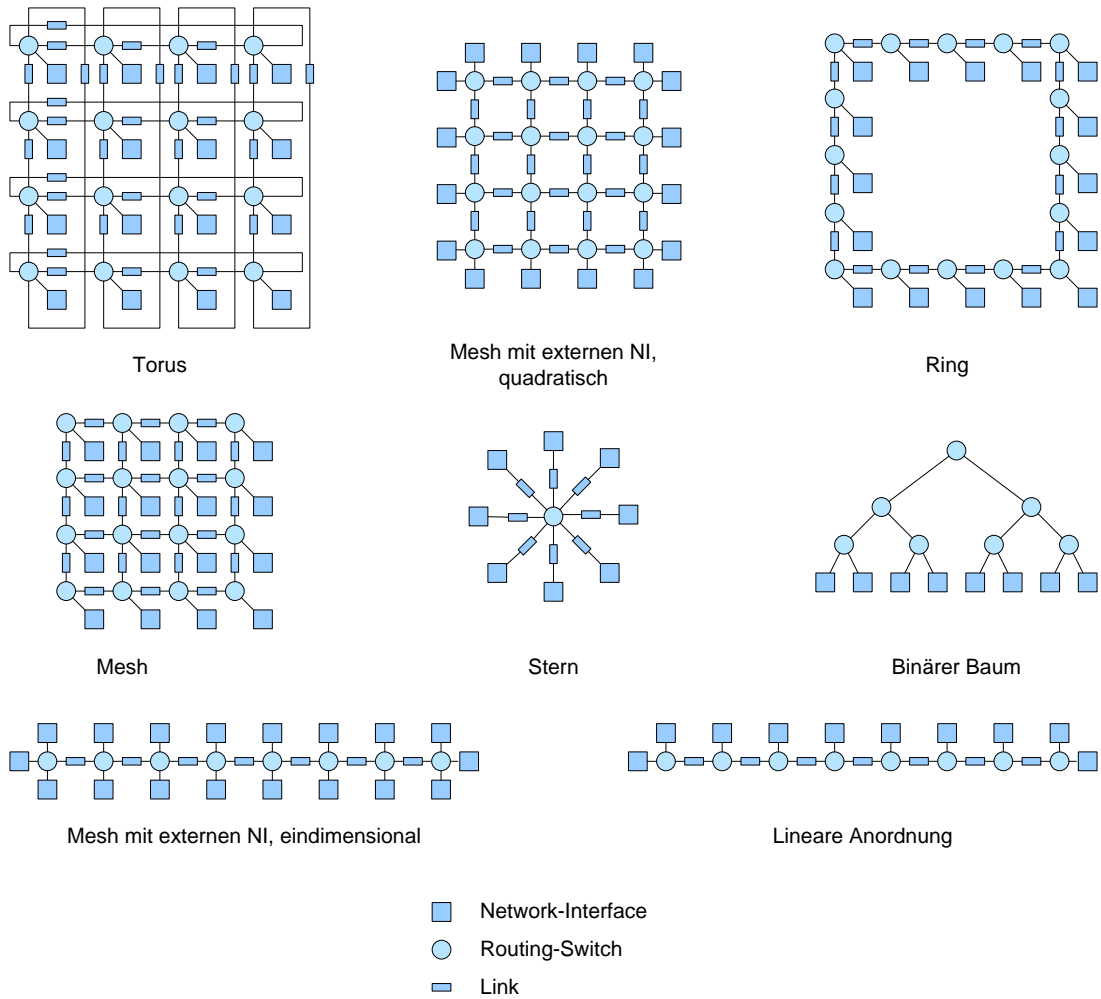 Torus
Mesh mit externen NI,
quadratisch
Ring
Mesh
Stern
Binärer Baum
Mesh mit externen NI, eindimensional
Lineare Anordnung
Network-Interface
Routing-Switch
Link